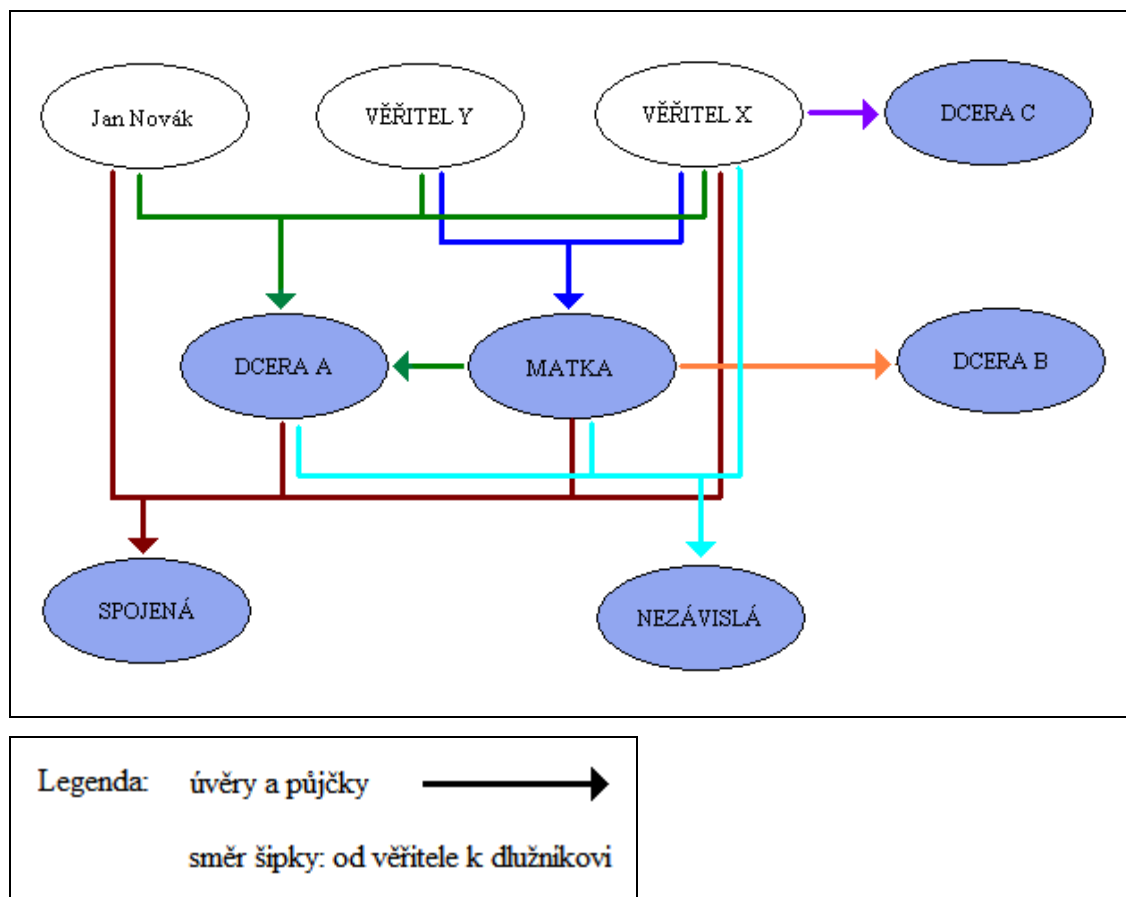 Jan Novák
VĚŘITEL Y
VĚŘITEL X
DCERA C
DCERA A
MATKA
DCERA B
SPOJENÁ
NEZÁVISLÁ
Legenda: úvěry a půjčky
směr šipky: od věřitele k dlužníkovi